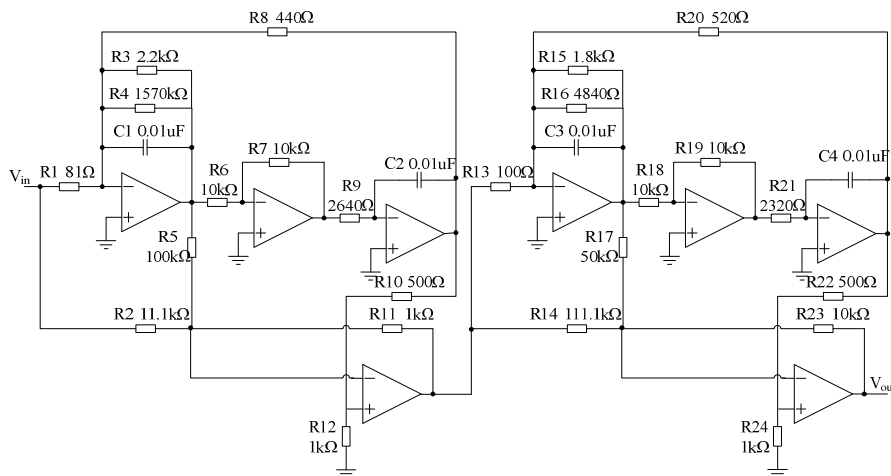 R8 440Ω
R20 520Ω
R3 2.2kΩ
R15 1.8kΩ
R4 1570kΩ
R16 4840Ω
C1 0.01uF
C3 0.01uF
R7 10kΩ
R19 10kΩ
C2 0.01uF
C4 0.01uF
Vin
R1 81Ω
R6
10kΩ
R9
2640Ω
R13 100Ω
R18
10kΩ
R21
2320Ω
R5
100kΩ
R17
50kΩ
R10 500Ω
R22 500Ω
R2 11.1kΩ
R11 1kΩ
R14 111.1kΩ
R23 10kΩ
R12
1kΩ
R24
1kΩ
Vou